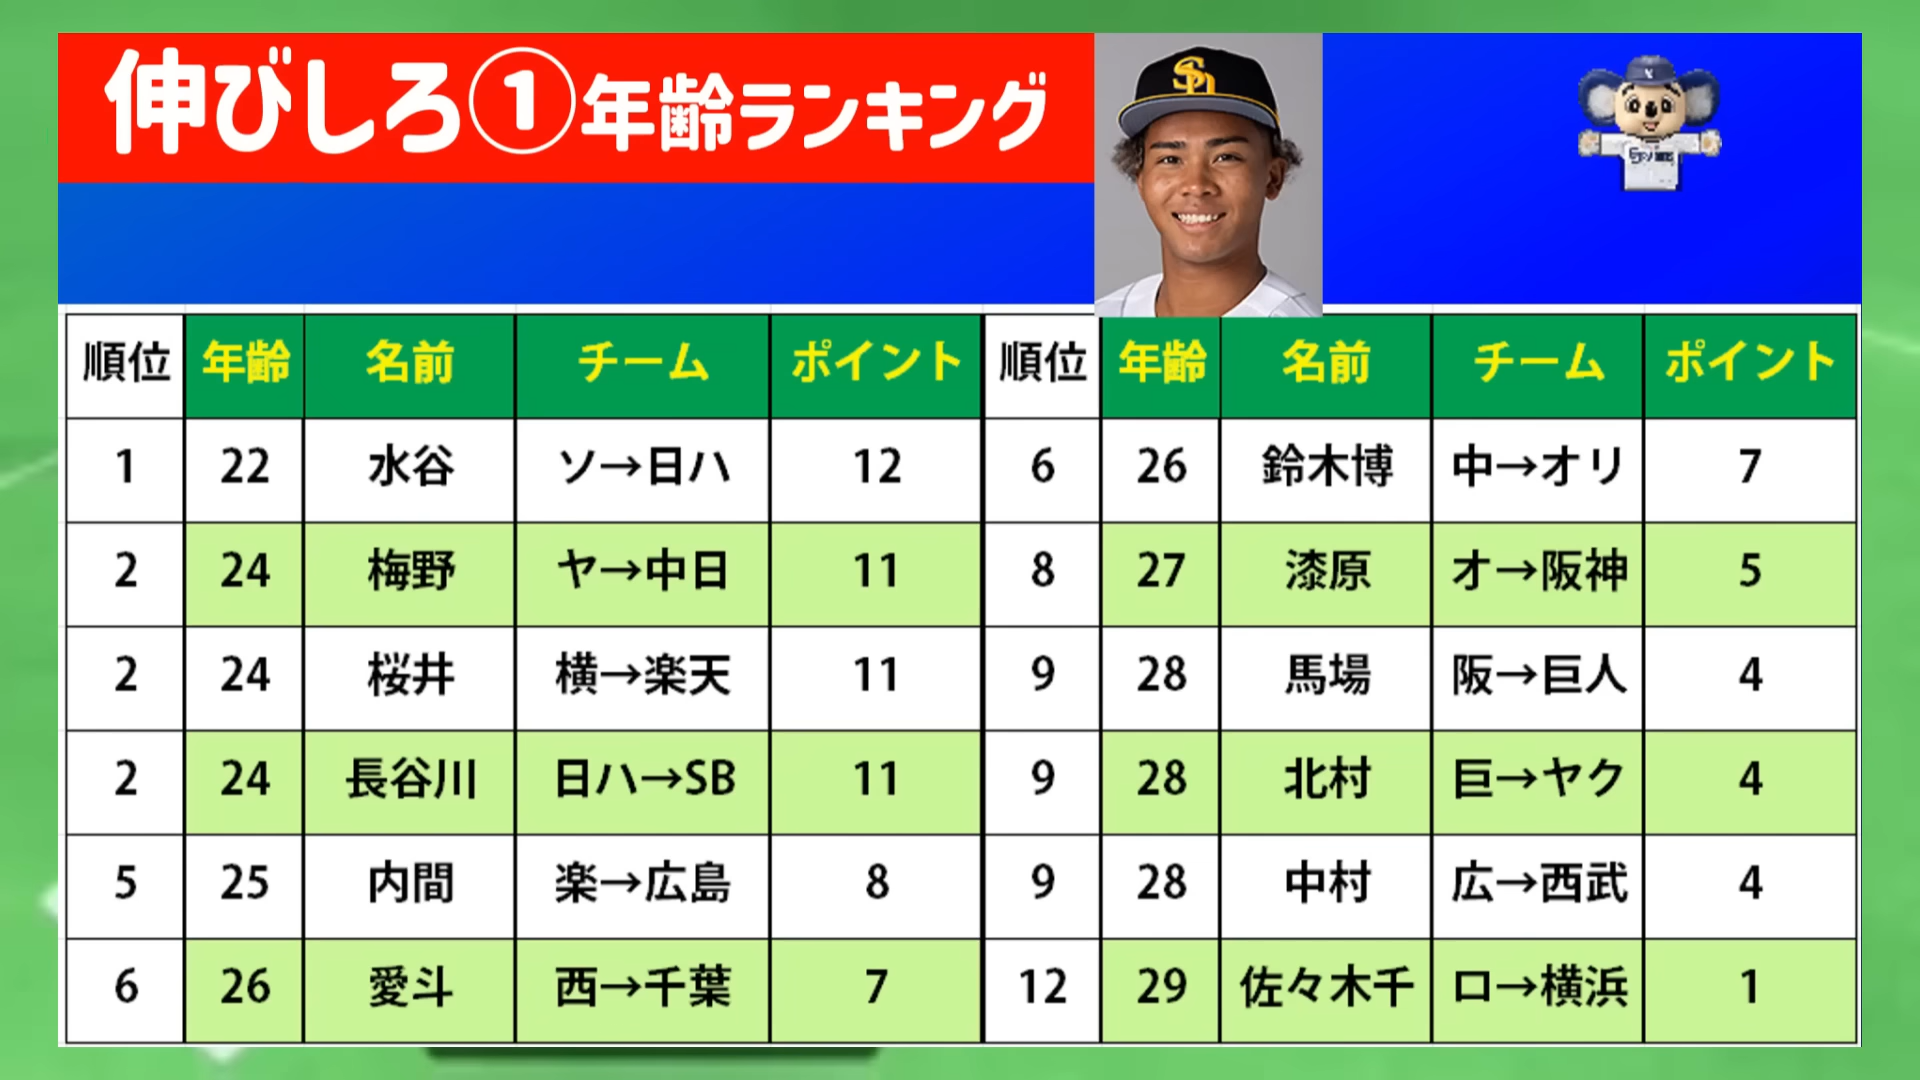 伸びしろ①年齢ランキング
順位 年齢 名前 チーム ポイント 順位 年齢 名前 チーム ポイント
1 22 水谷 ソ→日ハ 12 6 26 鈴木博 中→オリ 7
2 24 梅野 ヤ→中日 11 8 27 漆原 オ→阪神 5
2 24 桜井 横→楽天 11 9 28 馬場 阪→巨人 4
2 24 長谷川 日ハ→SB 11 9 28 北村 巨→ヤク 4
5 25 内間 楽→広島 8 9 28 中村 広→西武 4
6 26 愛斗 西→千葉 7 12 29 佐々木千 ロ→横浜 1